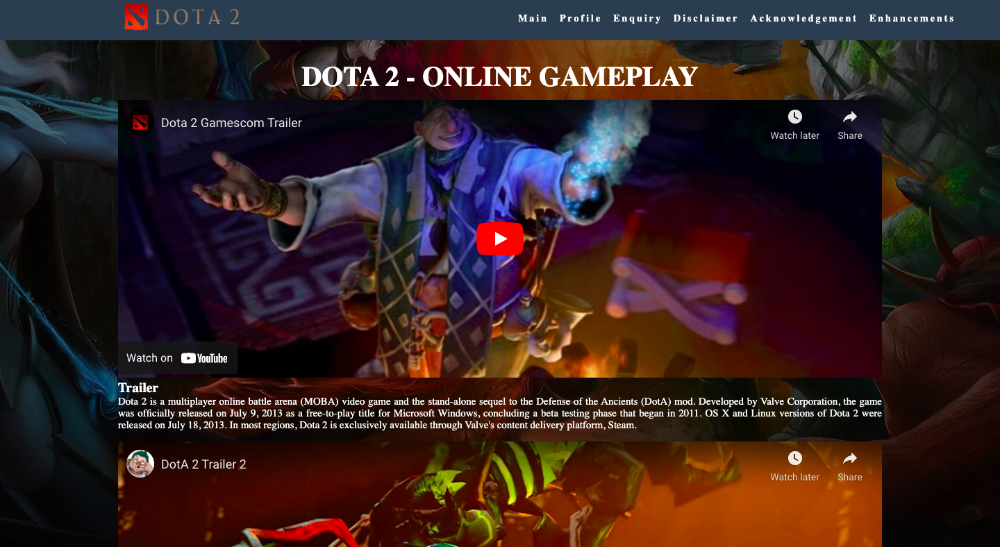 DOTA 2
Main Profile Enquiry Disclaimer Acknowledgement Enhancements
DOTA 2 - ONLINE GAMEPLAY
Dota 2 Gamescom Trailer
Watch later
Share
Watch on YouTube
Trailer
Dota 2 is a multiplayer online battle arena (MOBA) video game and the stand-alone sequel to the Defense of the Ancients (DotA) mod. Developed by Valve Corporation, the game
was officially released on July 9, 2013 as a free-to-play title for Microsoft Windows, concluding a beta testing phase that began in 2011. OS X and Linux versions of Dota 2 were
released on July 18, 2013. In most regions, Dota 2 is exclusively available through Valve's content delivery platform, Steam.
DotA 2 Trailer 2
Watch later
Share